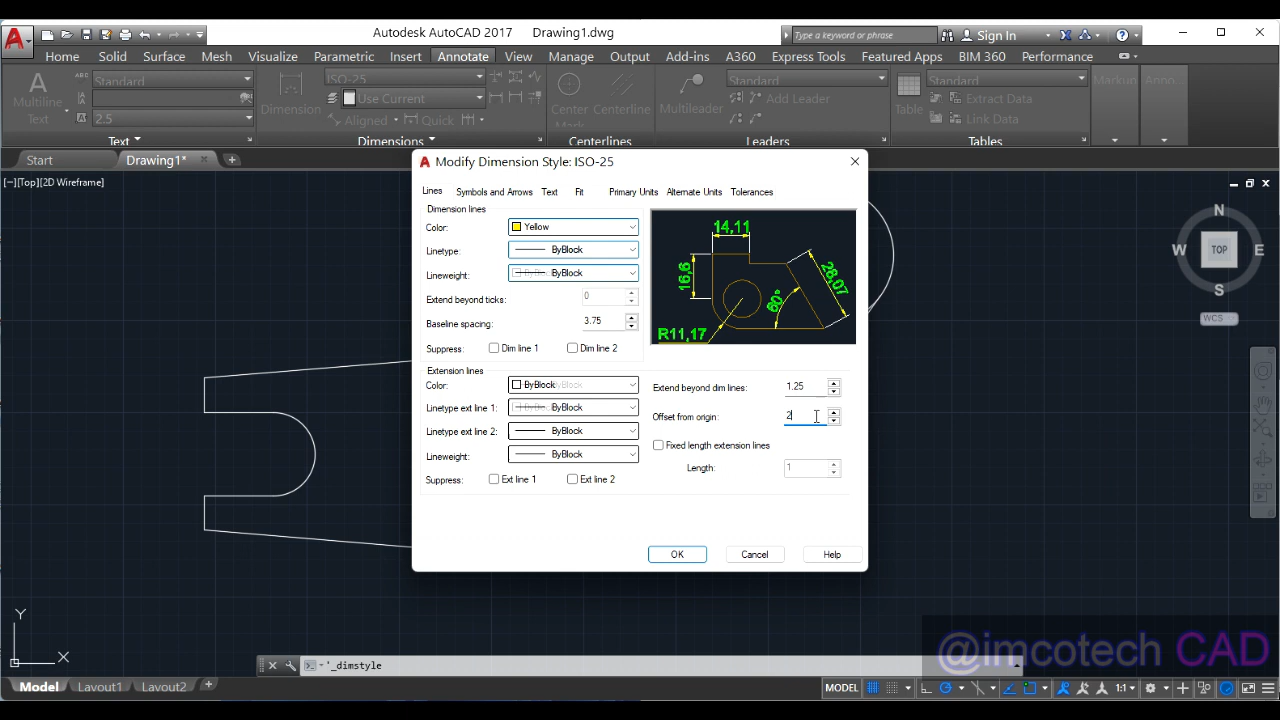 Autodesk AutoCAD 2017 Drawing1.dwg
Type a keyword or phrase
Sign In
Home Solid Surface Mesh Visualize Parametric Insert Annotate View Manage Output Add-ins A360 Express Tools Featured Apps BIM 360 Performance
Multiline
Text
Standard
2.5
Text
Dimension
ISO-25
Use Current
Aligned Quick
Dimensions
Center
Mark
Centerline
Centerlines
Multileader
Standard
Add Leader
Leaders
Table
Standard
Extract Data
Link Data
Tables
Markup
Anno...
Start
Drawing1*
[−][Top][2D Wireframe]
Modify Dimension Style: ISO-25
Lines Symbols and Arrows Text Fit Primary Units Alternate Units Tolerances
Dimension lines
Color: Yellow
Linetype: ByBlock
Lineweight: ByBlock
Extend beyond ticks: 0
Baseline spacing: 3.75
Suppress: Dim line 1 Dim line 2
14,11
16,6
28,07
60°
R11,17
Extension lines
Color: ByBlock
Linetype ext line 1: ByBlock
Linetype ext line 2: ByBlock
Lineweight: ByBlock
Suppress: Ext line 1 Ext line 2
Extend beyond dim lines: 1.25
Offset from origin: 2
Fixed length extension lines
Length: 1
OK Cancel Help
N
W TOP E
S
WCS
Y
X
'_dimstyle
@imcotech CAD
Model Layout1 Layout2 +
MODEL
1:1